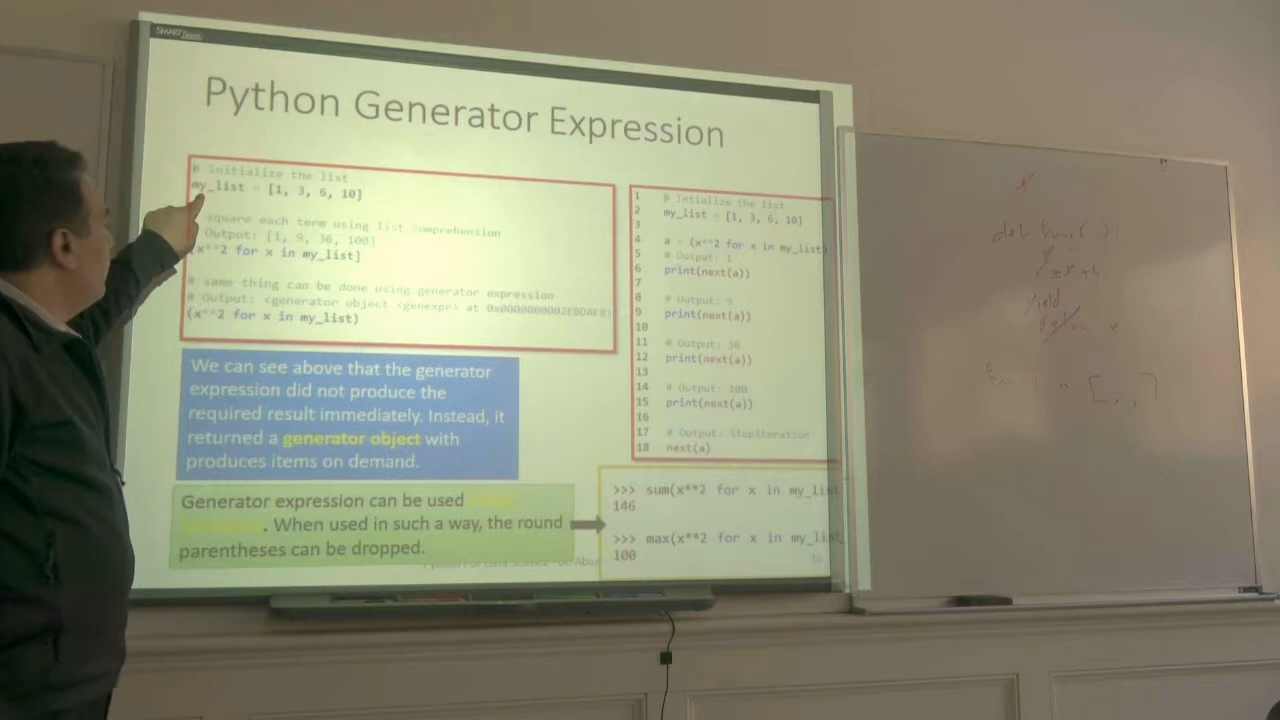 SMART
Python Generator Expression
# Initialize the list
my_list = [1, 3, 6, 10]
square each term using list comprehension
Output: [1, 9, 36, 100]
x**2 for x in my_list]
# same thing can be done using generator expression
# Output: <generator object <genexpr> at
(x**2 for x in my_list)
We can see above that the generator
expression did not produce the
required result immediately. Instead, it
returned a generator object with
produces items on demand.
Generator expression can be used
. When used in such a way, the round
parentheses can be dropped.
1 # Intialize the list
2 my_list = [1, 3, 6, 10]
3
4 a = (x**2 for x in my_list)
5 # Output: 1
6 print(next(a))
7
8 # Output: 9
9 print(next(a))
10
11 # Output: 36
12 print(next(a))
13
14 # Output: 100
15 print(next(a))
16
17 # Output: StopIteration
18 next(a)
>>> sum(x**2 for x in my_list
146
>>> max(x**2 for x in my_list
100
Python For Data Science
def func( ):
yield